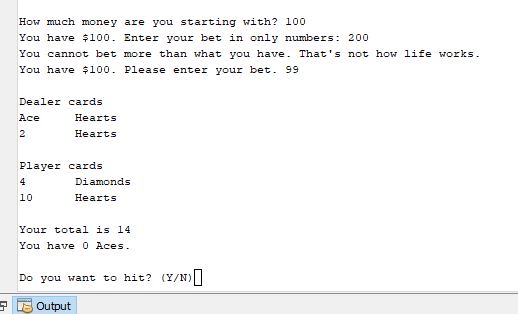 How much money are you starting with? 100
You have $100. Enter your bet in only numbers: 200
You cannot bet more than what you have. That's not how life works.
You have $100. Please enter your bet. 99
Dealer cards
Ace Hearts
2 Hearts
Player cards
4 Diamonds
10 Hearts
Your total is 14
You have 0 Aces.
Do you want to hit? (Y/N)
Output